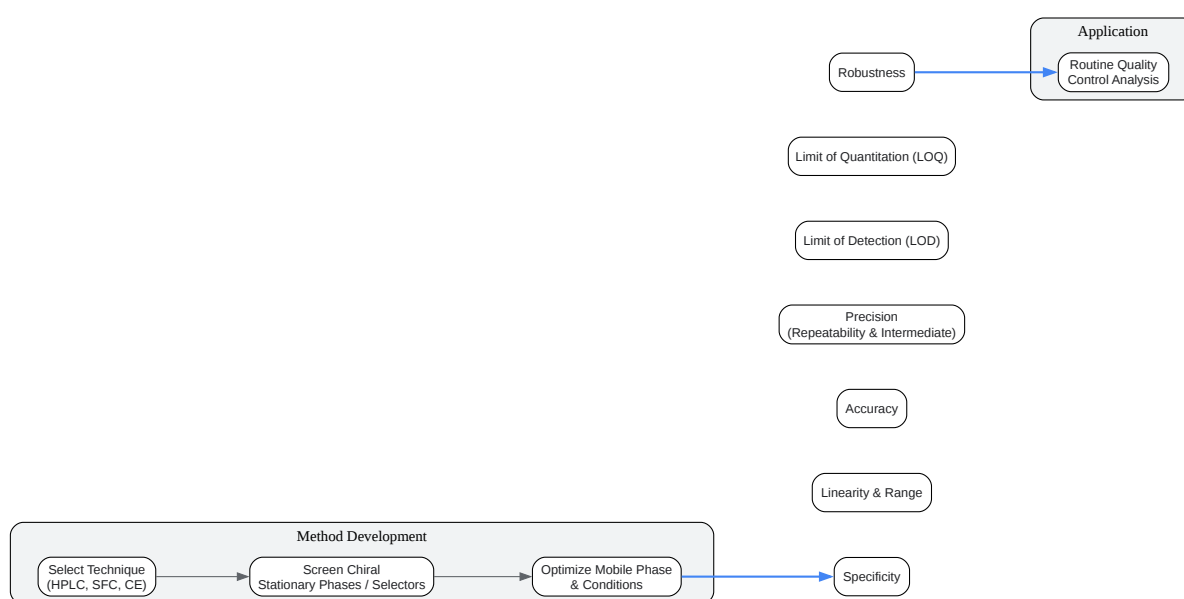 Application
Robustness
Routine Quality
Control Analysis
Limit of Quantitation (LOQ)
Limit of Detection (LOD)
Precision
(Repeatability & Intermediate)
Accuracy
Linearity & Range
Method Development
Select Technique
(HPLC, SFC, CE)
Screen Chiral
Stationary Phases / Selectors
Optimize Mobile Phase
& Conditions
Specificity